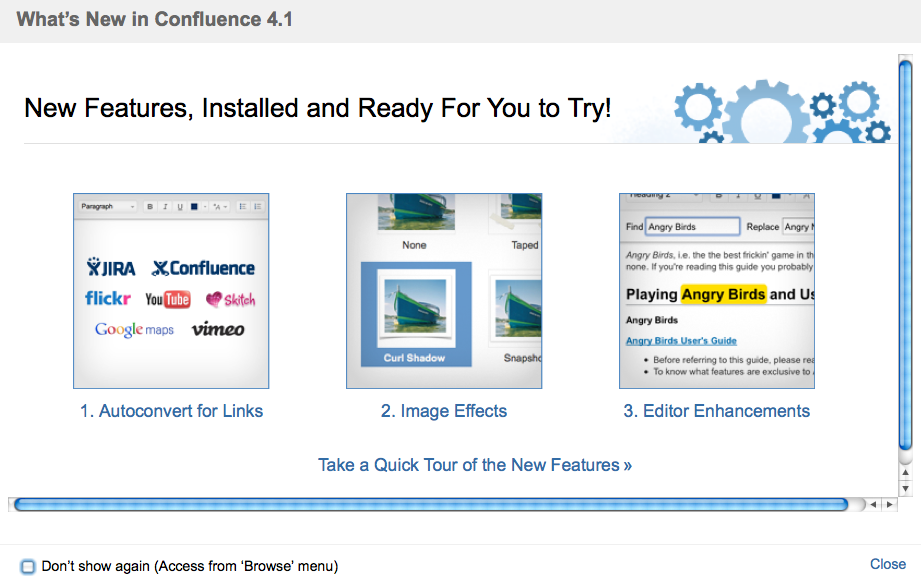 What's New in Confluence 4.1
New Features, Installed and Ready For You to Try!
Paragraph B I U A
JIRA Confluence
flickr YouTube Skitch
Google maps vimeo
1. Autoconvert for Links
None Taped
Curl Shadow Snapsho
2. Image Effects
Heading 2 B I U A
Find Angry Birds Replace Angry N
Angry Birds, i.e. the the best frickin' game in th
none. If you're reading this guide you probably
Playing Angry Birds and Us
Angry Birds
Angry Birds User's Guide
• Before referring to this guide, please rea
• To know what features are exclusive to
3. Editor Enhancements
Take a Quick Tour of the New Features »
Don't show again (Access from 'Browse' menu)
Close